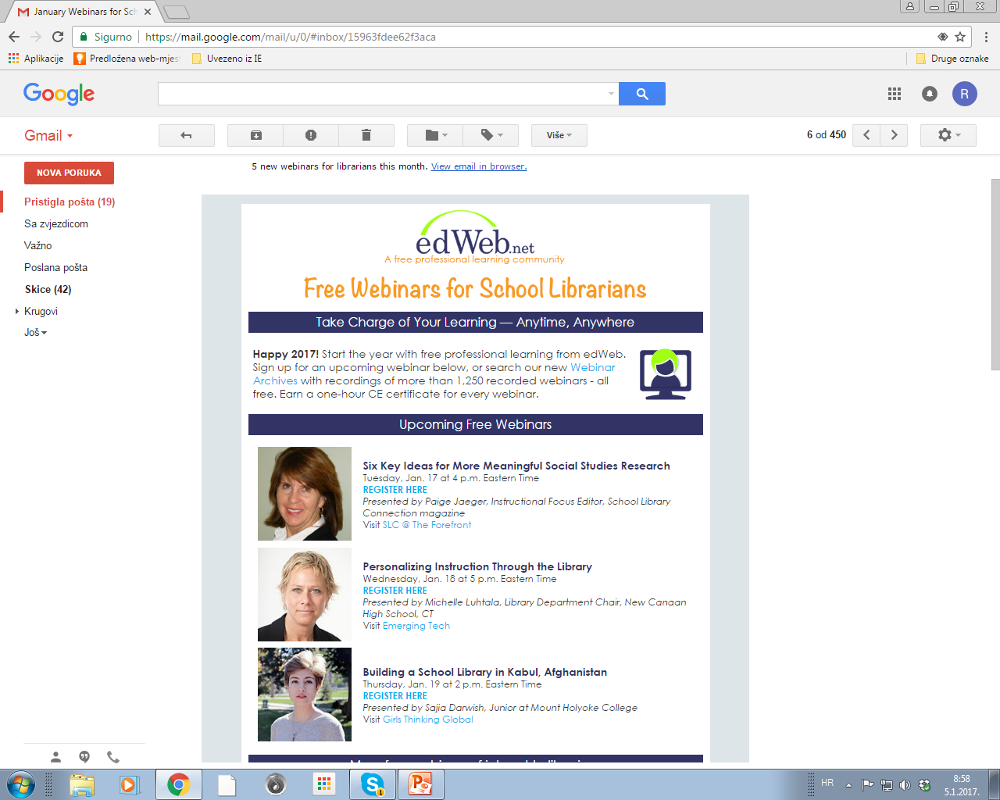 January Webinars for Sch
Sigurno https://mail.google.com/mail/u/0/#inbox/15963fdee62f3aca
Aplikacije Predložena web-mjest Uvezeno iz IE Druge oznake
Google R
Gmail Više 6 od 450
NOVA PORUKA
Pristigla pošta (19)
Sa zvjezdicom
Važno
Poslana pošta
Skice (42)
Krugovi
Još
5 new webinars for librarians this month. View email in browser.
edWeb.net
A free professional learning community
Free Webinars for School Librarians
Take Charge of Your Learning — Anytime, Anywhere
Happy 2017! Start the year with free professional learning from edWeb.
Sign up for an upcoming webinar below, or search our new Webinar
Archives with recordings of more than 1,250 recorded webinars - all
free. Earn a one-hour CE certificate for every webinar.
Upcoming Free Webinars
Six Key Ideas for More Meaningful Social Studies Research
Tuesday, Jan. 17 at 4 p.m. Eastern Time
REGISTER HERE
Presented by Paige Jaeger, Instructional Focus Editor, School Library
Connection magazine
Visit SLC @ The Forefront
Personalizing Instruction Through the Library
Wednesday, Jan. 18 at 5 p.m. Eastern Time
REGISTER HERE
Presented by Michelle Luhtala, Library Department Chair, New Canaan
High School, CT
Visit Emerging Tech
Building a School Library in Kabul, Afghanistan
Thursday, Jan. 19 at 2 p.m. Eastern Time
REGISTER HERE
Presented by Sajia Darwish, Junior at Mount Holyoke College
Visit Girls Thinking Global
HR 8:58
5.1.2017.